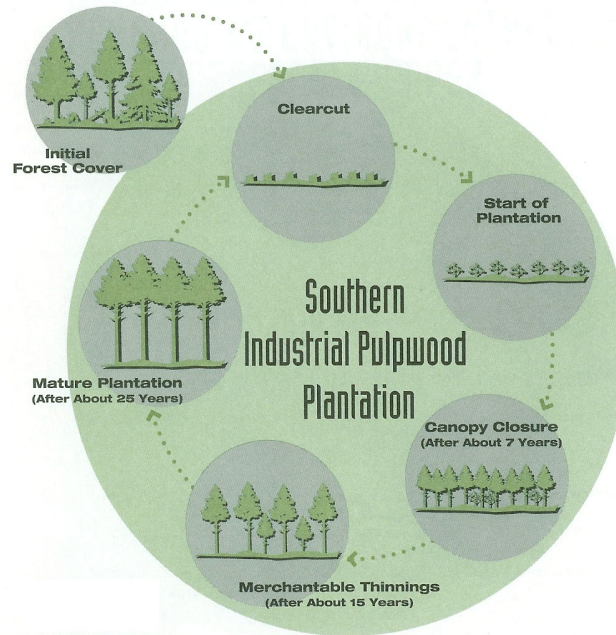 Initial
Forest Cover
Clearcut
Start of
Plantation
Southern
Industrial Pulpwood
Plantation
Canopy Closure
(After About 7 Years)
Merchantable Thinnings
(After About 15 Years)
Mature Plantation
(After About 25 Years)